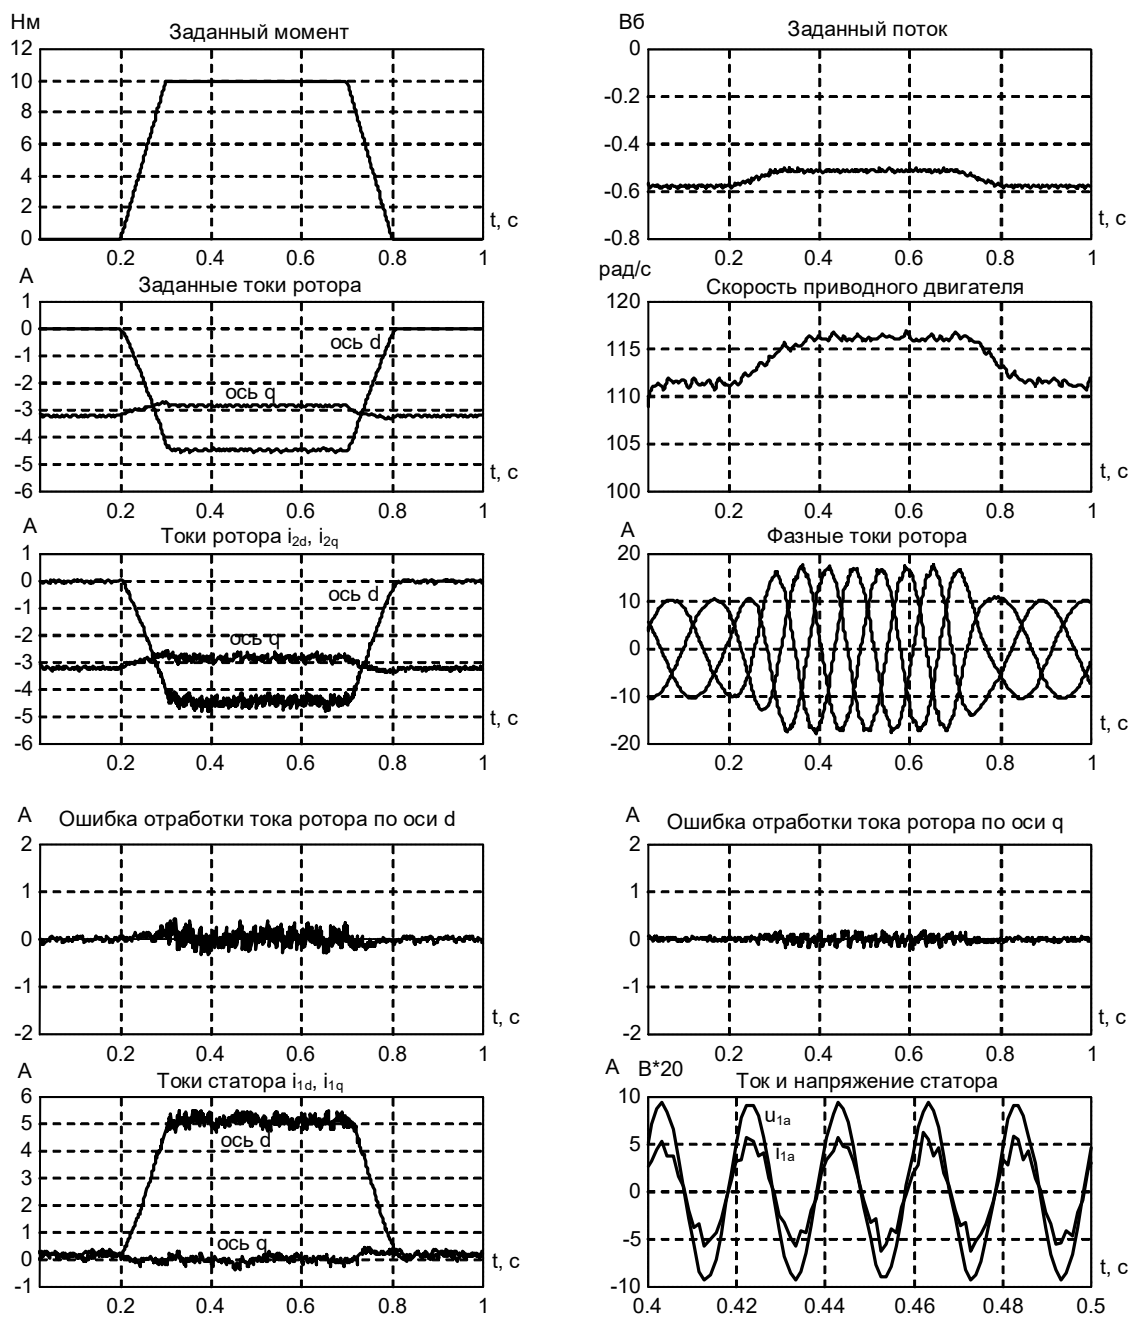 Нм
Заданный момент
12
10
8
6
4
2
0
0.2 0.4 0.6 0.8 1
t, с
Вб
Заданный поток
0
-0.2
-0.4
-0.6
-0.8
0.2 0.4 0.6 0.8 1
t, с
А
Заданные токи ротора
1
0
-1
-2
-3
-4
-5
-6
ось d
ось q
0.2 0.4 0.6 0.8 1
t, с
рад/с
Скорость приводного двигателя
120
115
110
105
100
0.2 0.4 0.6 0.8 1
t, с
А
Токи ротора i2d, i2q
1
0
-1
-2
-3
-4
-5
-6
ось d
ось q
0.2 0.4 0.6 0.8 1
t, с
А
Фазные токи ротора
20
10
0
-10
-20
0.2 0.4 0.6 0.8 1
t, с
А
Ошибка отработки тока ротора по оси d
2
1
0
-1
-2
0.2 0.4 0.6 0.8 1
t, с
А
Ошибка отработки тока ротора по оси q
2
1
0
-1
-2
0.2 0.4 0.6 0.8 1
t, с
А
Токи статора i1d, i1q
6
5
4
3
2
1
0
-1
ось d
ось q
0.2 0.4 0.6 0.8 1
t, с
А В*20
Ток и напряжение статора
10
5
0
-5
-10
u1a
i1a
0.4 0.42 0.44 0.46 0.48 0.5
t, с